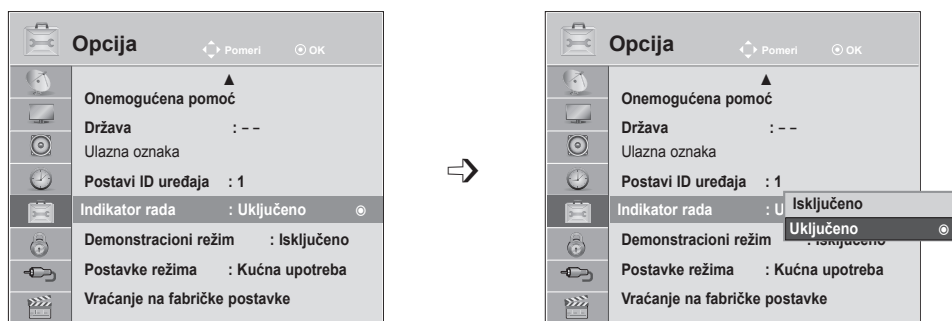 Opcija Pomeri OK
Onemogućena pomoć
Država : – –
Ulazna oznaka
Postavi ID uređaja : 1
Indikator rada : Uključeno
Demonstracioni režim : Isključeno
Postavke režima : Kućna upotreba
Vraćanje na fabričke postavke
Opcija Pomeri OK
Onemogućena pomoć
Država : – –
Ulazna oznaka
Postavi ID uređaja : 1
Indikator rada : U
Isključeno
Uključeno
Demonstracioni režim : Isključeno
Postavke režima : Kućna upotreba
Vraćanje na fabričke postavke